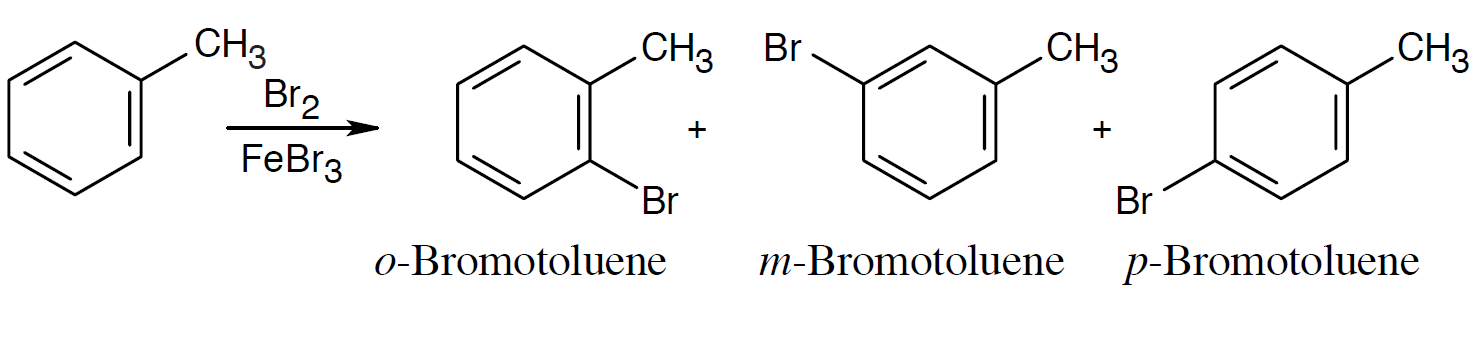 CH3
Br2
FeBr3
CH3
Br
+
Br
CH3
+
CH3
Br
o-Bromotoluene
m-Bromotoluene
p-Bromotoluene